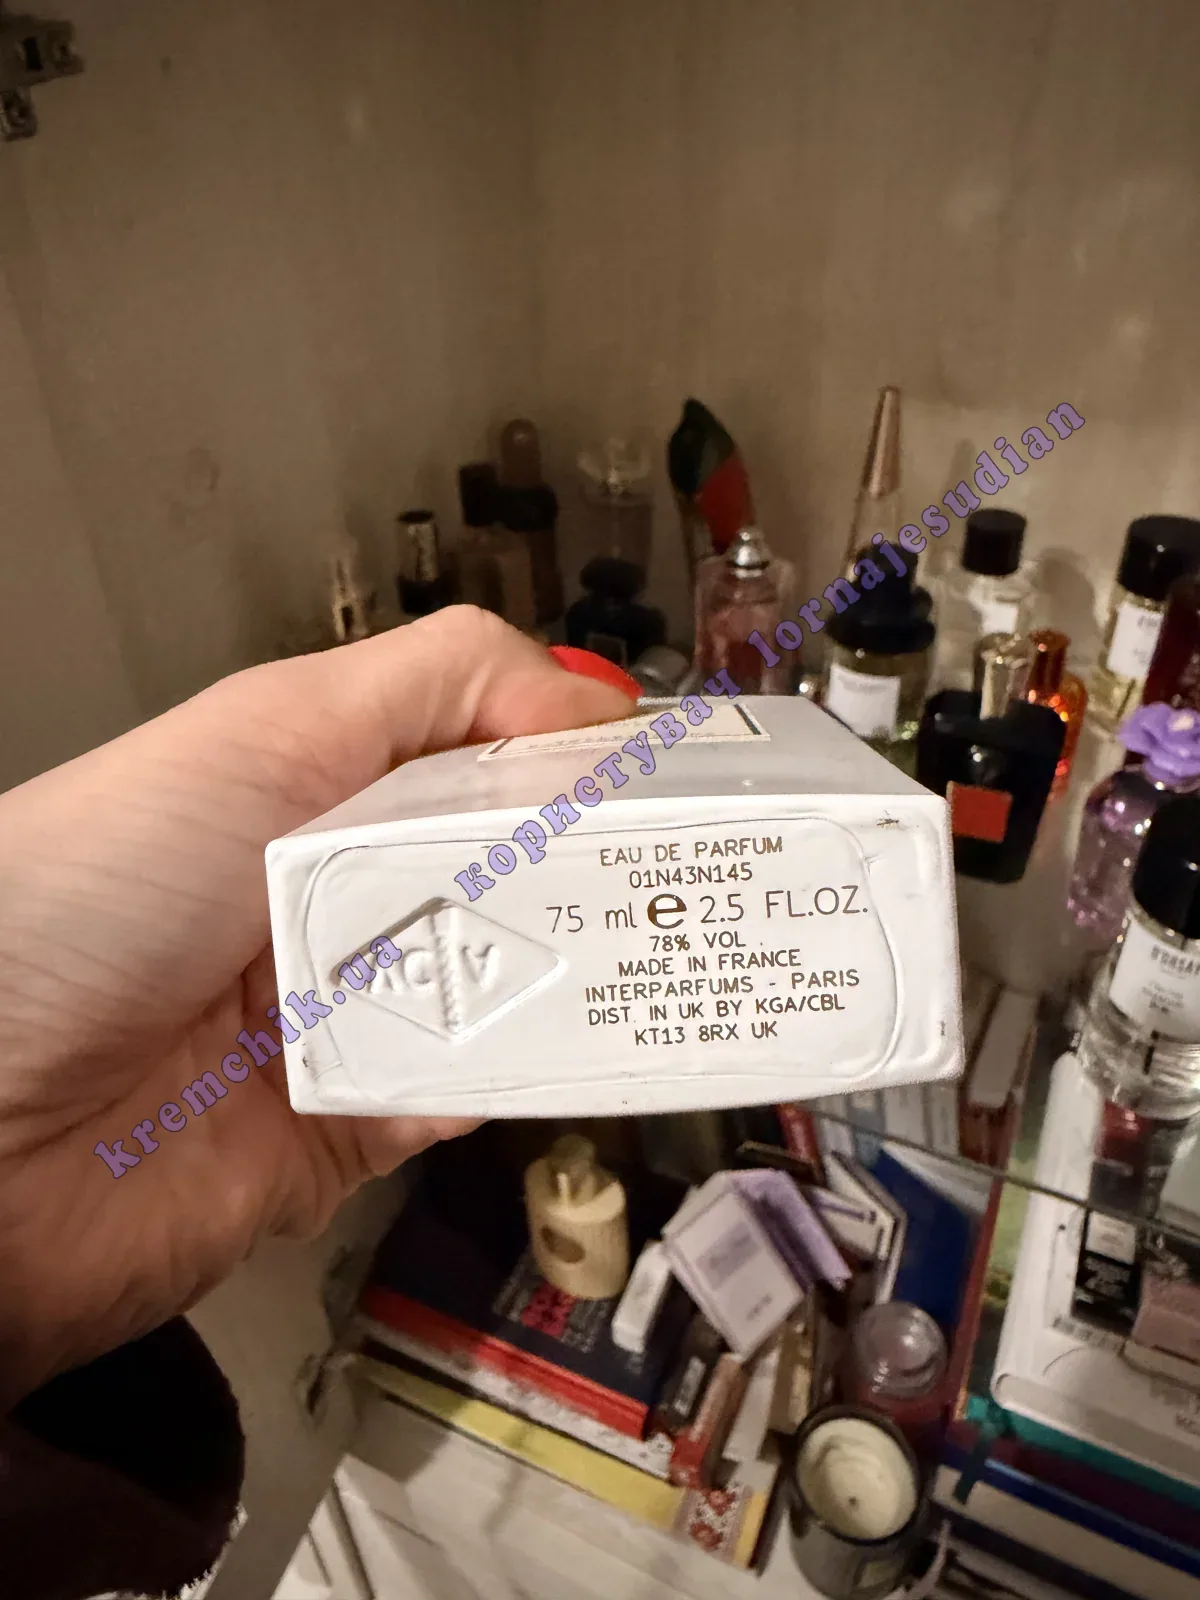 EAU DE PARFUM
01N43N145
75 ml e 2.5 FL.OZ.
78% VOL.
MADE IN FRANCE
INTERPARFUMS - PARIS
DIST. IN UK BY KGA/CBL
KT13 8RX UK
kremchik.ua користувач lornajesudian